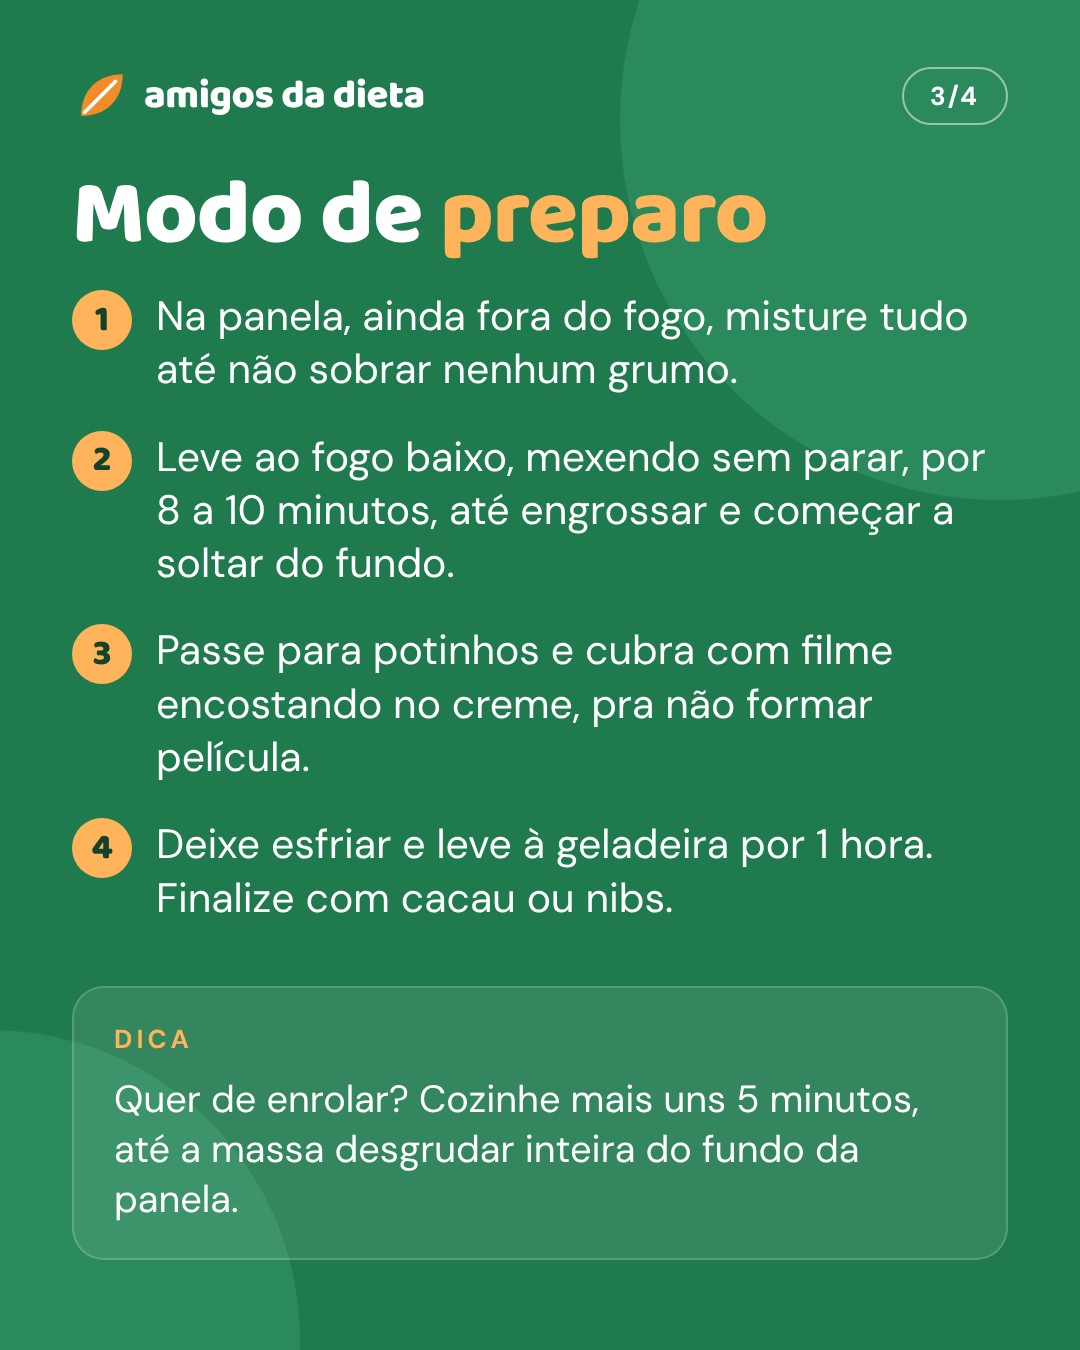 amigos da dieta
3/4
Modo de preparo
1
Na panela, ainda fora do fogo, misture tudo
até não sobrar nenhum grumo.
2
Leve ao fogo baixo, mexendo sem parar, por
8 a 10 minutos, até engrossar e começar a
soltar do fundo.
3
Passe para potinhos e cubra com filme
encostando no creme, pra não formar
película.
4
Deixe esfriar e leve à geladeira por 1 hora.
Finalize com cacau ou nibs.
DICA
Quer de enrolar? Cozinhe mais uns 5 minutos,
até a massa desgrudar inteira do fundo da
panela.